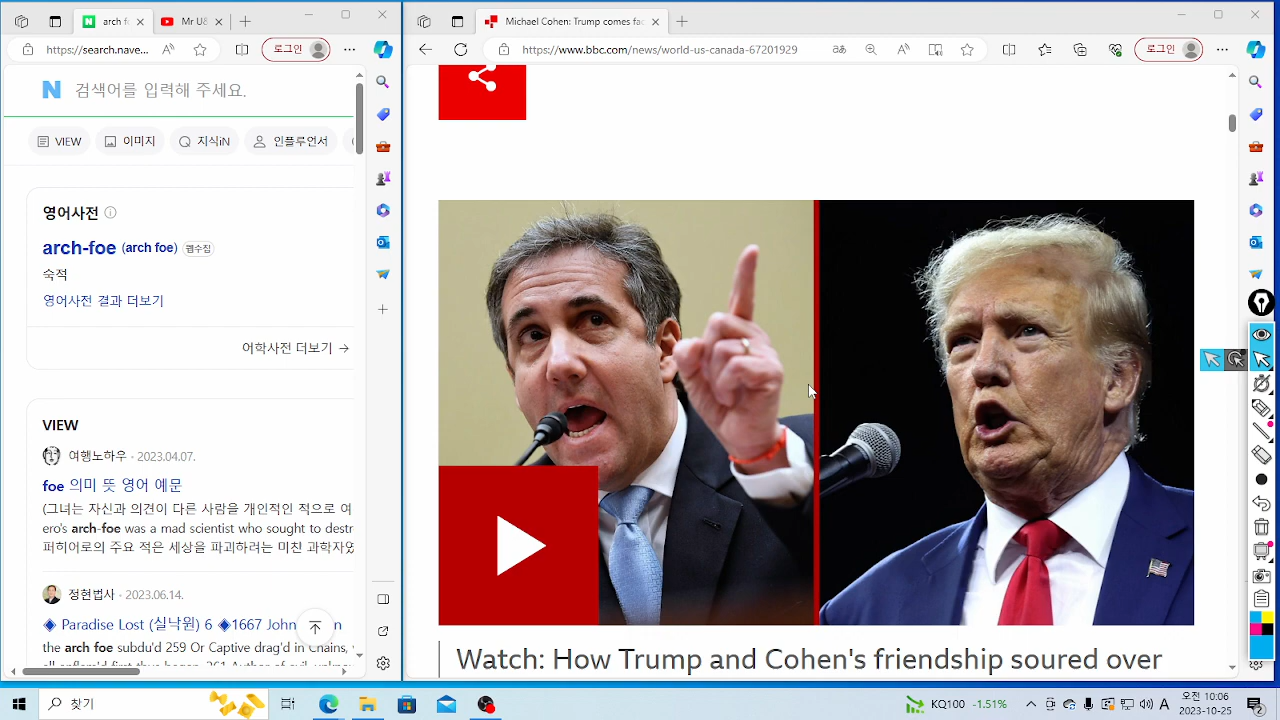 arch fo
Mr U&
Michael Cohen: Trump comes fac
https://search.nave...
로그인
https://www.bbc.com/news/world-us-canada-67201929
로그인
N 검색어를 입력해 주세요.
VIEW
이미지
지식iN
인플루언서
영어사전
arch-foe (arch foe) 랩수집
숙적
영어사전 결과 더보기
어학사전 더보기 →
VIEW
여행노하우 · 2023.04.07.
foe 의미 뜻 영어 예문
(그녀는 자신과 의견이 다른 사람을 개인적인 적으로 여
ero's arch-foe was a mad scientist who sought to destr
퍼히어로의 주요 적은 세상을 파괴하려는 미친 과학자였
정현법사 · 2023.06.14.
◈ Paradise Lost (실낙원) 6 ◈1667 John n
the arch foe subdu'd 259 Or Captive drag'd in Chains, v
Watch: How Trump and Cohen's friendship soured over
찾기
KQ100 -1.51%
A
오전 10:06
2023-10-25
2